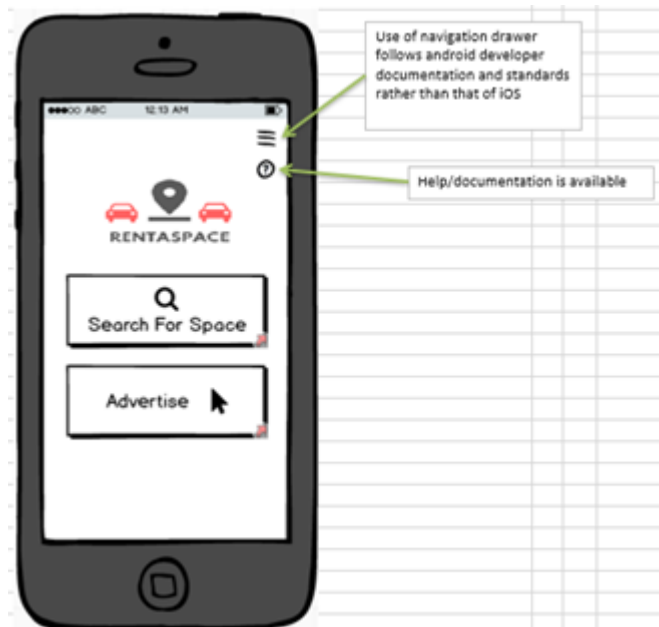 ABC 12:13 AM
Use of navigation drawer
follows android developer
documentation and standards
rather than that of iOS
Help/documentation is available
RENTASPACE
Search For Space
Advertise